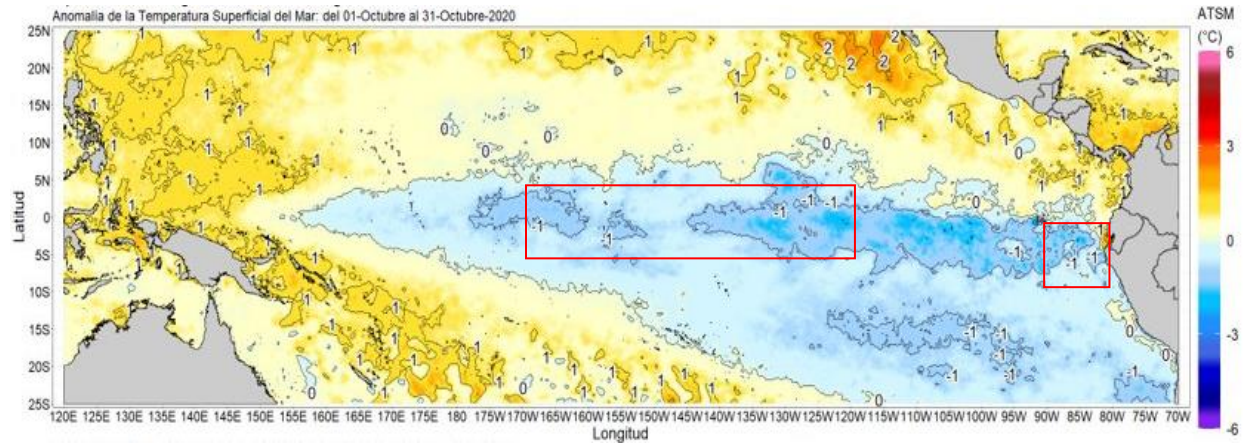 Anomalía de la Temperatura Superficial del Mar: del 01-Octubre al 31-Octubre-2020
ATSM
(°C)
25N
20N
15N
10N
5N
0
5S
10S
15S
20S
25S
Latitud
120E 125E 130E 135E 140E 145E 150E 155E 160E 165E 170E 175E 180 175W 170W 165W 160W 155W 150W 145W 140W 135W 130W 125W 120W 115W 110W 105W 100W 95W 90W 85W 80W 75W 70W
Longitud
6
3
0
-3
-6